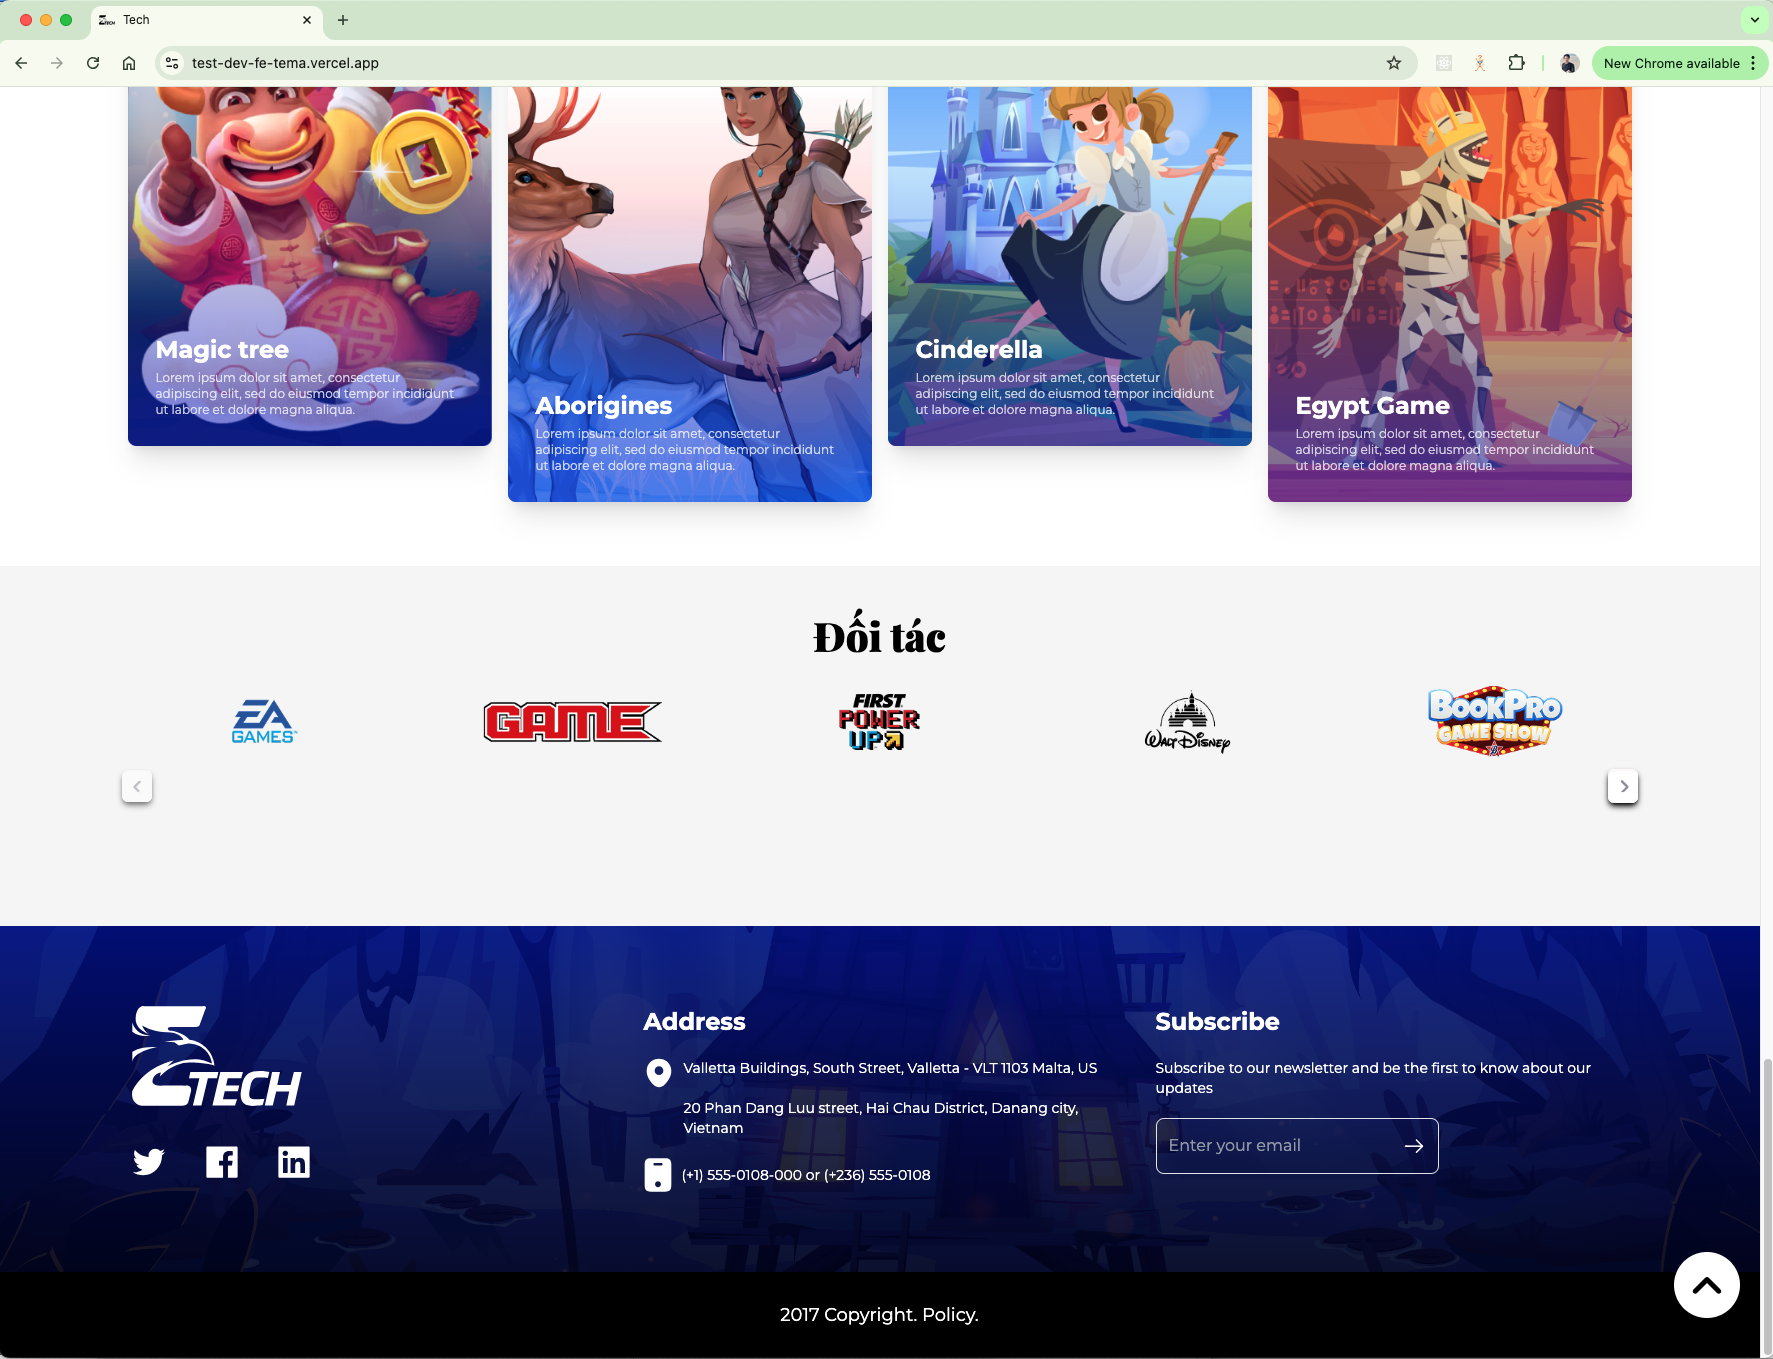 Tech
test-dev-fe-tema.vercel.app
New Chrome available
Magic tree
Lorem ipsum dolor sit amet, consectetur
adipiscing elit, sed do eiusmod tempor incididunt
ut labore et dolore magna aliqua.
Aborigines
Lorem ipsum dolor sit amet, consectetur
adipiscing elit, sed do eiusmod tempor incididunt
ut labore et dolore magna aliqua.
Cinderella
Lorem ipsum dolor sit amet, consectetur
adipiscing elit, sed do eiusmod tempor incididunt
ut labore et dolore magna aliqua.
Egypt Game
Lorem ipsum dolor sit amet, consectetur
adipiscing elit, sed do eiusmod tempor incididunt
ut labore et dolore magna aliqua.
Đối tác
EA
GAMES™
GAME
FIRST
POWER
UP
WALT DISNEY
BOOKPRO
GAME SHOW
B
TECH
Address
Valletta Buildings, South Street, Valletta - VLT 1103 Malta, US
20 Phan Dang Luu street, Hai Chau District, Danang city,
Vietnam
(+1) 555-0108-000 or (+236) 555-0108
Subscribe
Subscribe to our newsletter and be the first to know about our
updates
Enter your email
2017 Copyright. Policy.